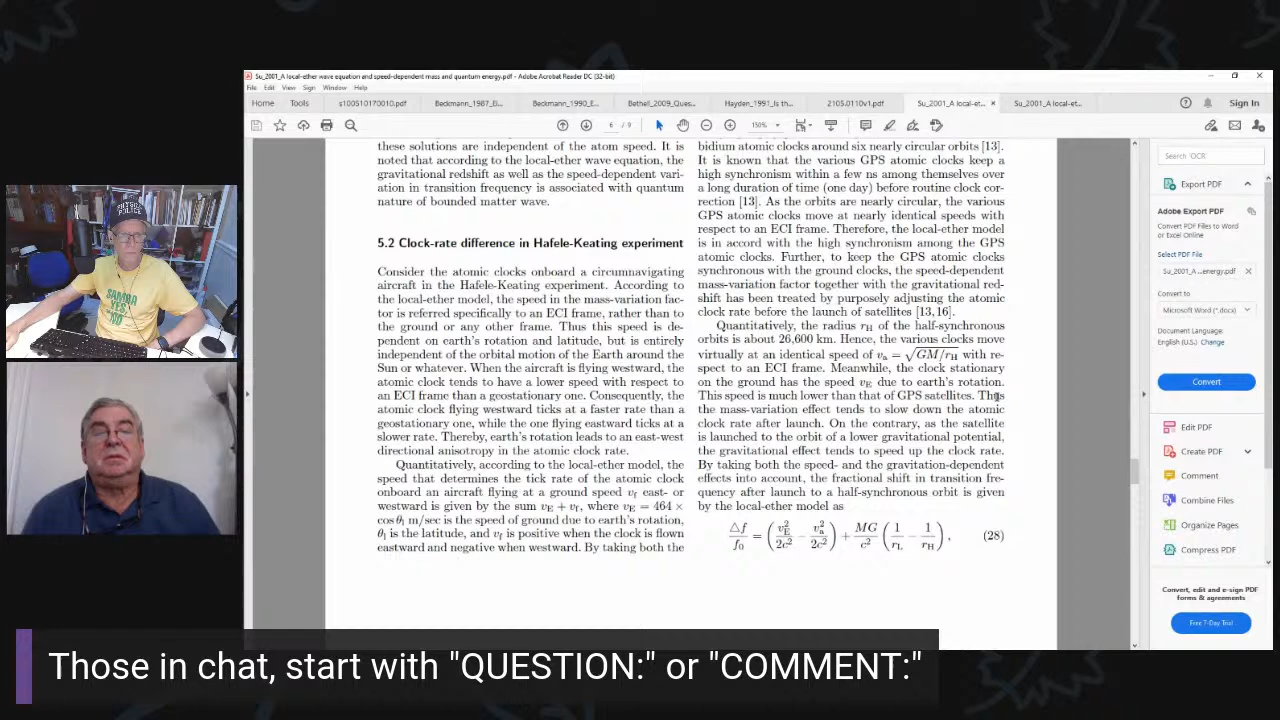 Su_2001_A local-ether wave equation and speed-dependent mass and quantum energy.pdf - Adobe Acrobat Reader DC (32-bit)
File Edit View Sign Window Help
Home Tools s100510170010.pdf Beckmann_1987_B... Beckmann_1990_E... Bethell_2009_Ques... Hayden_1991_Is th... 2105.0110v1.pdf Su_2001_A local-et... × Su_2001_A local-et... Sign In
6 / 9 150%
these solutions are independent of the atom speed. It is
noted that according to the local-ether wave equation, the
gravitational redshift as well as the speed-dependent vari-
ation in transition frequency is associated with quantum
nature of bounded matter wave.
5.2 Clock-rate difference in Hafele-Keating experiment
Consider the atomic clocks onboard a circumnavigating
aircraft in the Hafele-Keating experiment. According to
the local-ether model, the speed in the mass-variation fac-
tor is referred specifically to an ECI frame, rather than to
the ground or any other frame. Thus this speed is de-
pendent on earth's rotation and latitude, but is entirely
independent of the orbital motion of the Earth around the
Sun or whatever. When the aircraft is flying westward, the
atomic clock tends to have a lower speed with respect to
an ECI frame than a geostationary one. Consequently, the
atomic clock flying westward ticks at a faster rate than a
geostationary one, while the one flying eastward ticks at a
slower rate. Thereby, earth's rotation leads to an east-west
directional anisotropy in the atomic clock rate.
Quantitatively, according to the local-ether model, the
speed that determines the tick rate of the atomic clock
onboard an aircraft flying at a ground speed v_f east- or
westward is given by the sum v_E + v_f, where v_E = 464 ×
cos θ_l m/sec is the speed of ground due to earth's rotation,
θ_l is the latitude, and v_f is positive when the clock is flown
eastward and negative when westward. By taking both the
bidium atomic clocks around six nearly circular orbits [13].
It is known that the various GPS atomic clocks keep a
high synchronism within a few ns among themselves over
a long duration of time (one day) before routine clock cor-
rection [13]. As the orbits are nearly circular, the various
GPS atomic clocks move at nearly identical speeds with
respect to an ECI frame. Therefore, the local-ether model
is in accord with the high synchronism among the GPS
atomic clocks. Further, to keep the GPS atomic clocks
synchronous with the ground clocks, the speed-dependent
mass-variation factor together with the gravitational red-
shift has been treated by purposely adjusting the atomic
clock rate before the launch of satellites [13,16].
Quantitatively, the radius r_H of the half-synchronous
orbits is about 26,600 km. Hence, the various clocks move
virtually at an identical speed of v_a = √GM/r_H with re-
spect to an ECI frame. Meanwhile, the clock stationary
on the ground has the speed v_E due to earth's rotation.
This speed is much lower than that of GPS satellites. Thus
the mass-variation effect tends to slow down the atomic
clock rate after launch. On the contrary, as the satellite
is launched to the orbit of a lower gravitational potential,
the gravitational effect tends to speed up the clock rate.
By taking both the speed- and the gravitation-dependent
effects into account, the fractional shift in transition fre-
quency after launch to a half-synchronous orbit is given
by the local-ether model as
△f/f_0 = (v_E^2/2c^2 − v_a^2/2c^2) + MG/c^2 (1/r_L − 1/r_H), (28)
Search 'OCR
Export PDF
Adobe Export PDF
Convert PDF Files to Word
or Excel Online
Select PDF File
Su_2001_A ...energy.pdf ×
Convert to
Microsoft Word (*.docx)
Document Language:
English (U.S.) Change
Convert
Edit PDF
Create PDF
Comment
Combine Files
Organize Pages
Compress PDF
Convert, edit and e-sign PDF
forms & agreements
Free 7-Day Trial
SAMBA
YES,
NO
Those in chat, start with "QUESTION:" or "COMMENT:"